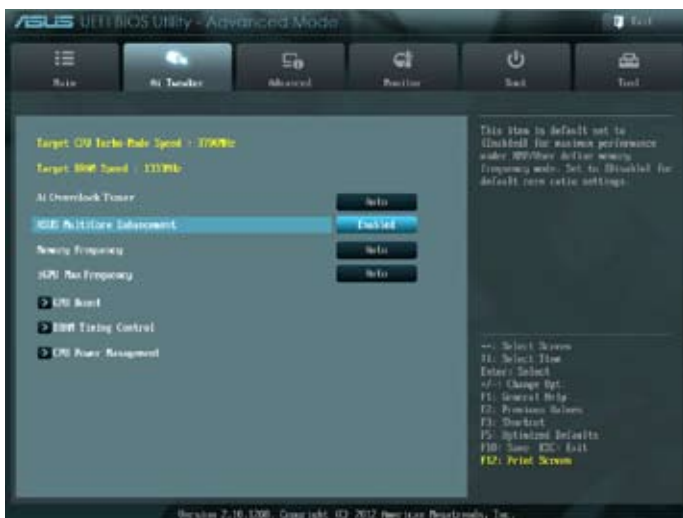 ASUS UEFI BIOS Utility - Advanced Mode
Exit
Main
Ai Tweaker
Advanced
Monitor
Boot
Tool
Target CPU Turbo-Mode Speed : 3790MHz
Target DRAM Speed : 1333MHz
Ai Overclock Tuner
Auto
ASUS MultiCore Enhancement
Enabled
Memory Frequency
Auto
iGPU Max Frequency
Auto
GPU Boost
DRAM Timing Control
CPU Power Management
This item is default set to
[Enabled] for maximum performance
under XMP/User define memory
frequency mode. Set to [Disabled] for
default core ratio settings.
Select Screen
Select Item
Enter: Select
+/-: Change Opt.
F1: General Help
F2: Previous Values
F3: Shortcut
F5: Optimized Defaults
F10: Save ESC: Exit
F12: Print Screen
Version 2.10.1208. Copyright (C) 2012 American Megatrends, Inc.